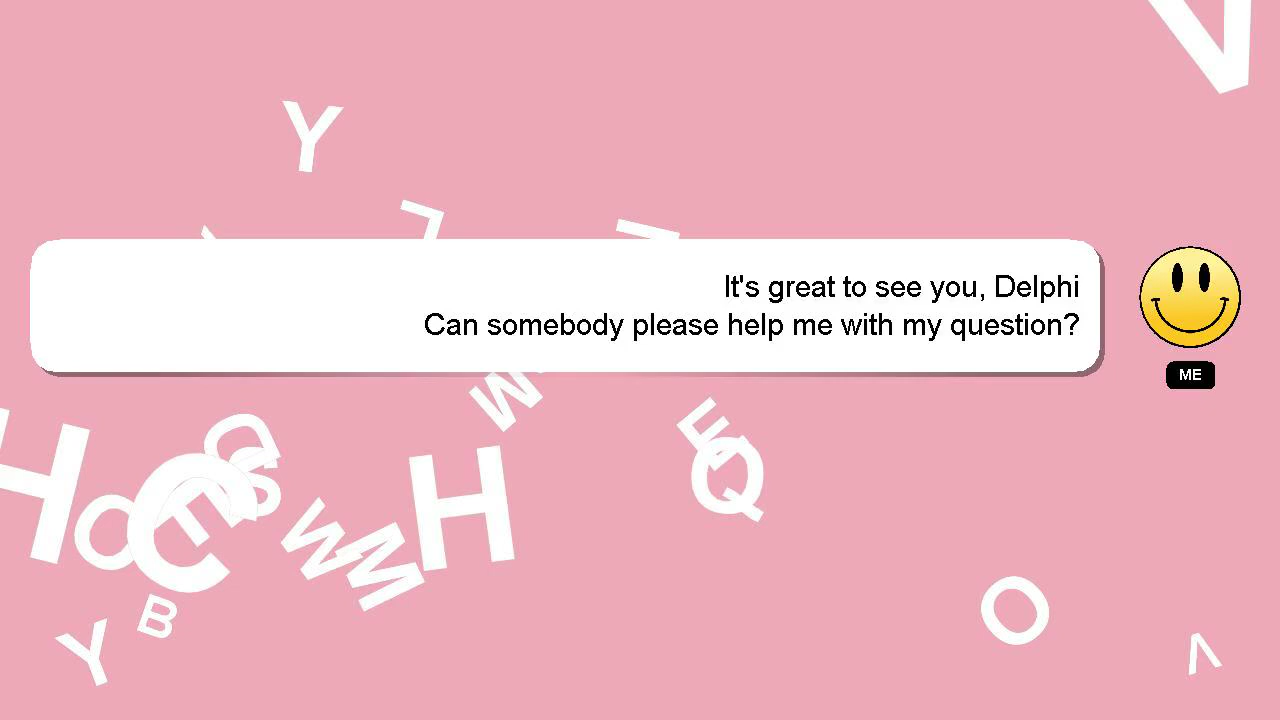 It's great to see you, Delphi
Can somebody please help me with my question?
ME
V
Y
L
L
W
E
Q
H
C
S
W
M
H
O
Y
B
O
V